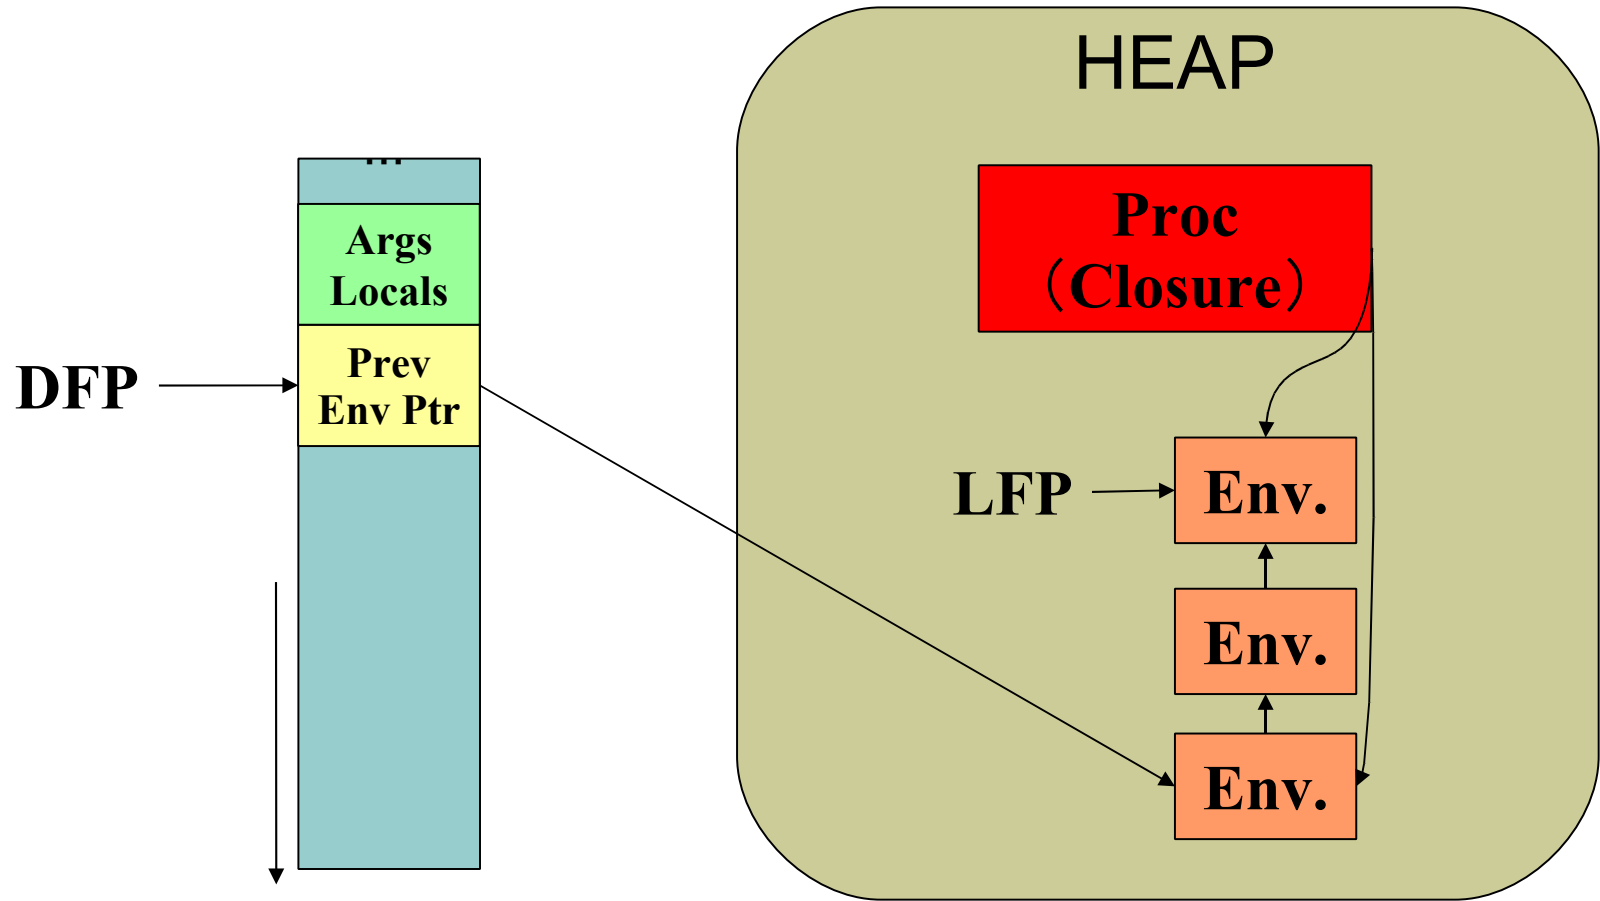 HEAP
...
Args
Locals
Prev
Env Ptr
DFP
Proc
（Closure）
LFP
Env.
Env.
Env.